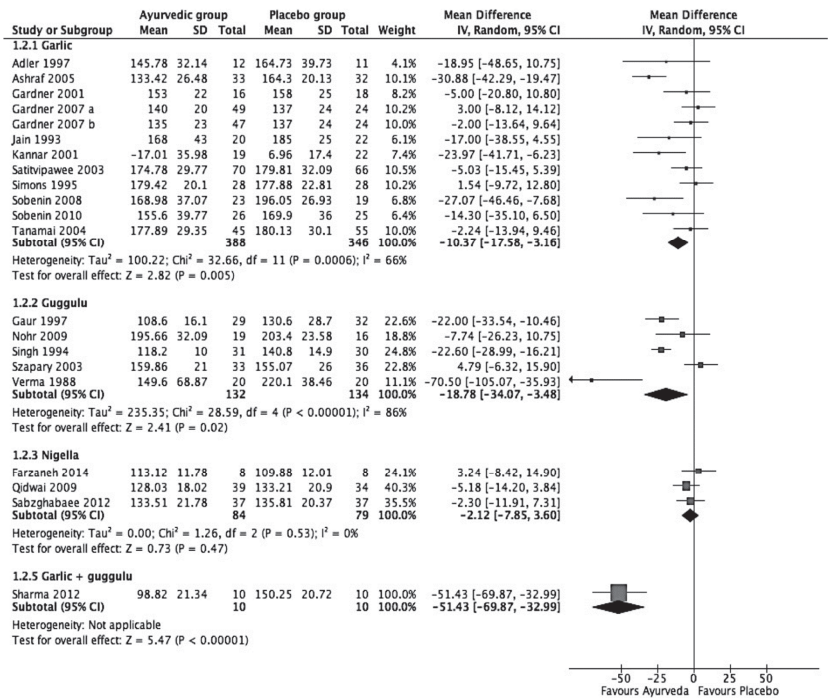 Ayurvedic group Placebo group Mean Difference Mean Difference
Study or Subgroup Mean SD Total Mean SD Total Weight IV, Random, 95% CI IV, Random, 95% CI
1.2.1 Garlic
Adler 1997 145.78 32.14 12 164.73 39.73 11 4.1% -18.95 [-48.65, 10.75]
Ashraf 2005 133.42 26.48 33 164.3 20.13 32 10.1% -30.88 [-42.29, -19.47]
Gardner 2001 153 22 16 158 25 18 8.2% -5.00 [-20.80, 10.80]
Gardner 2007 a 140 20 49 137 24 24 10.2% 3.00 [-8.12, 14.12]
Gardner 2007 b 135 23 47 137 24 24 10.0% -2.00 [-13.64, 9.64]
Jain 1993 168 43 20 185 25 22 5.8% -17.00 [-38.55, 4.55]
Kannar 2001 -17.01 35.98 19 6.96 17.4 22 7.4% -23.97 [-41.71, -6.23]
Satitvipawee 2003 174.78 29.77 70 179.81 32.09 66 10.5% -5.03 [-15.45, 5.39]
Simons 1995 179.42 20.1 28 177.88 22.81 28 10.2% 1.54 [-9.72, 12.80]
Sobenin 2008 168.98 37.07 23 196.05 26.93 19 6.8% -27.07 [-46.46, -7.68]
Sobenin 2010 155.6 39.77 26 169.9 36 25 6.5% -14.30 [-35.10, 6.50]
Tanamai 2004 177.89 29.35 45 180.13 30.1 55 10.0% -2.24 [-13.94, 9.46]
Subtotal (95% CI) 388 346 100.0% -10.37 [-17.58, -3.16]
Heterogeneity: Tau² = 100.22; Chi² = 32.66, df = 11 (P = 0.0006); I² = 66%
Test for overall effect: Z = 2.82 (P = 0.005)
1.2.2 Guggulu
Gaur 1997 108.6 16.1 29 130.6 28.7 32 22.6% -22.00 [-33.54, -10.46]
Nohr 2009 195.66 32.09 19 203.4 23.58 16 19.0% -7.74 [-26.23, 10.75]
Singh 1994 118.2 10 31 140.8 14.9 30 24.5% -22.60 [-28.99, -16.21]
Szapary 2003 159.86 21 33 155.07 26 36 22.8% 4.79 [-6.32, 15.90]
Verma 1988 149.6 68.87 20 220.1 38.46 20 11.1% -70.50 [-105.07, -35.93]
Subtotal (95% CI) 132 134 100.0% -18.78 [-34.07, -3.48]
Heterogeneity: Tau² = 235.35; Chi² = 28.59, df = 4 (P < 0.00001); I² = 86%
Test for overall effect: Z = 2.41 (P = 0.02)
1.2.3 Nigella
Farzaneh 2014 113.12 11.78 8 109.88 12.01 8 24.1% 3.24 [-8.42, 14.90]
Qidwai 2009 128.03 18.02 39 133.21 20.9 34 40.3% -5.18 [-14.20, 3.84]
Sabzghabaee 2012 133.51 21.78 37 135.81 20.37 37 35.5% -2.30 [-11.91, 7.31]
Subtotal (95% CI) 84 79 100.0% -2.12 [-7.85, 3.60]
Heterogeneity: Tau² = 0.00; Chi² = 1.26, df = 2 (P = 0.53); I² = 0%
Test for overall effect: Z = 0.73 (P = 0.47)
1.2.5 Garlic + guggulu
Sharma 2012 98.82 21.34 10 150.25 20.72 10 100.0% -51.43 [-69.87, -32.99]
Subtotal (95% CI) 10 10 100.0% -51.43 [-69.87, -32.99]
Heterogeneity: Not applicable
Test for overall effect: Z = 5.47 (P < 0.00001)
-50 -25 0 25 50
Favours Ayurveda Favours Placebo